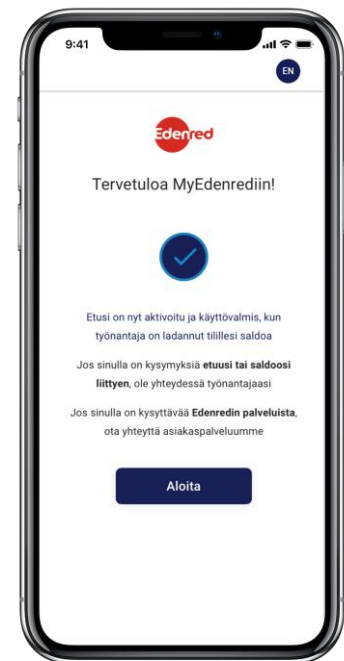 9:41
EN
Edenred
Tervetuloa MyEdenrediin!
Etusi on nyt aktivoitu ja käyttövalmis, kun
työnantaja on ladannut tilillesi saldoa
Jos sinulla on kysymyksiä etuusi tai saldoosi
liittyen, ole yhteydessä työnantajaasi
Jos sinulla on kysyttävää Edenredin palveluista,
ota yhteyttä asiakaspalveluumme
Aloita